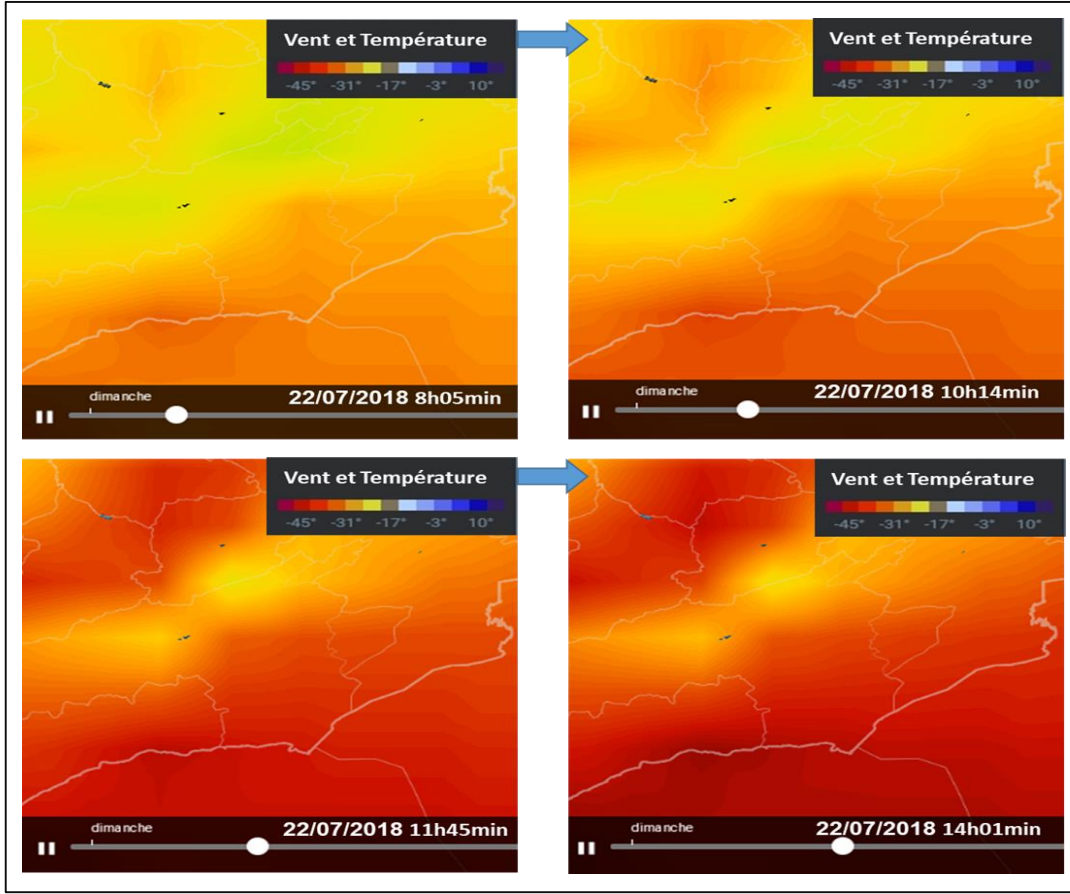 Vent et Température
-45° -31° -17° -3° 10°
dimanche
22/07/2018 8h05min
Vent et Température
-45° -31° -17° -3° 10°
dimanche
22/07/2018 10h14min
Vent et Température
-45° -31° -17° -3° 10°
dimanche
22/07/2018 11h45min
Vent et Température
-45° -31° -17° -3° 10°
dimanche
22/07/2018 14h01min